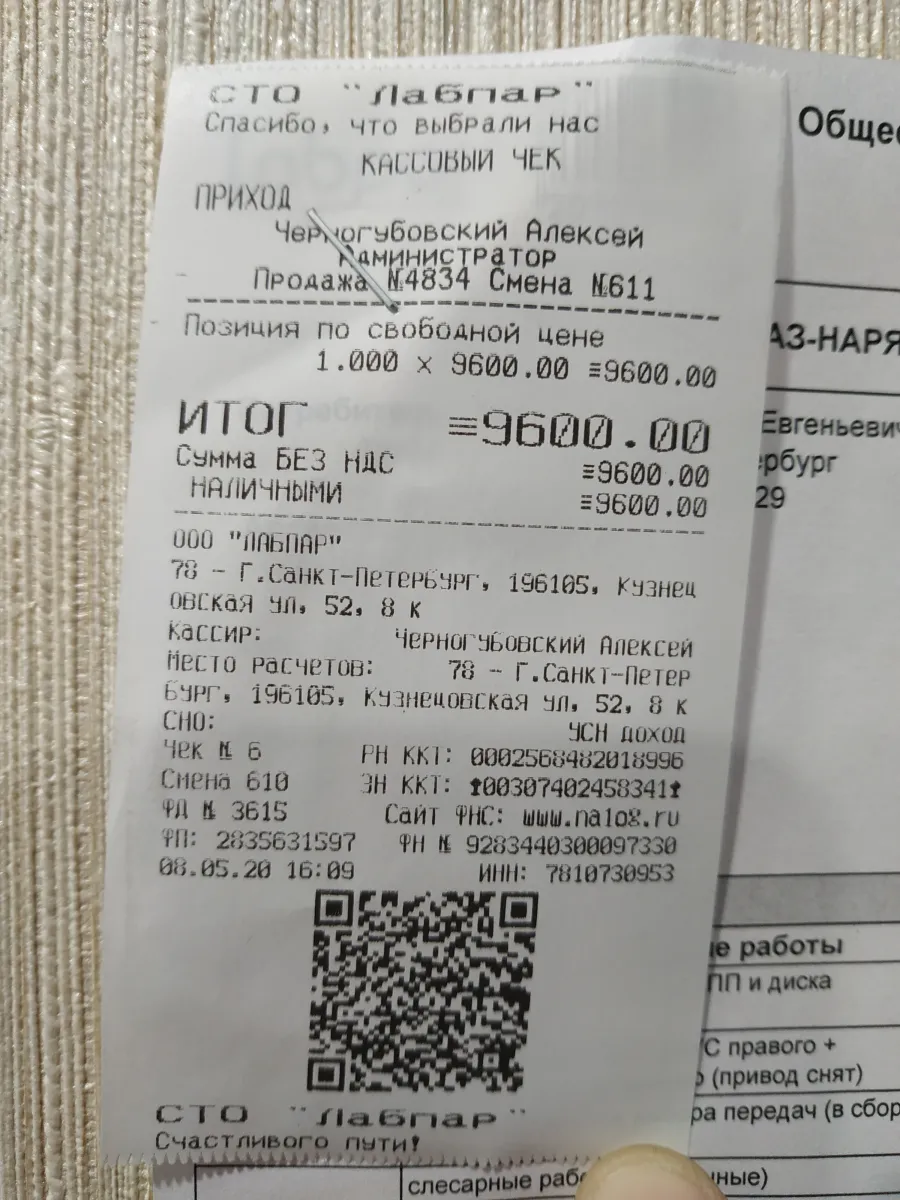 СТО "Лабпар"
Спасибо, что выбрали нас
КАССОВЫЙ ЧЕК
ПРИХОД
Черногубовский Алексей
Администратор
Продажа №4834 Смена №611
Позиция по свободной цене
1.000 x 9600.00 ≡9600.00
ИТОГ ≡9600.00
Сумма БЕЗ НДС ≡9600.00
НАЛИЧНЫМИ ≡9600.00
ООО "ЛАБПАР"
78 - Г.Санкт-Петербург, 196105, Кузнец
овская ул, 52, 8 к
Кассир: Черногубовский Алексей
Место расчетов: 78 - Г.Санкт-Петер
бург, 196105, Кузнецовская ул, 52, 8 к
СНО: УСН доход
Чек № 6 РН ККТ: 0002568482018996
Смена 610 ЗН ККТ: 00307402458341
ФД № 3615 Сайт ФНС: www.nalog.ru
ФП: 2835631597 ФН № 9283440300097330
08.05.20 16:09 ИНН: 7810730953
СТО "Лабпар"
Счастливого пути!
Общес
АЗ-НАРЯ
Евгеньевич
рбург
29
е работы
ПП и диска
С правого +
(привод снят)
ра передач (в сбор
слесарные рабо ные)